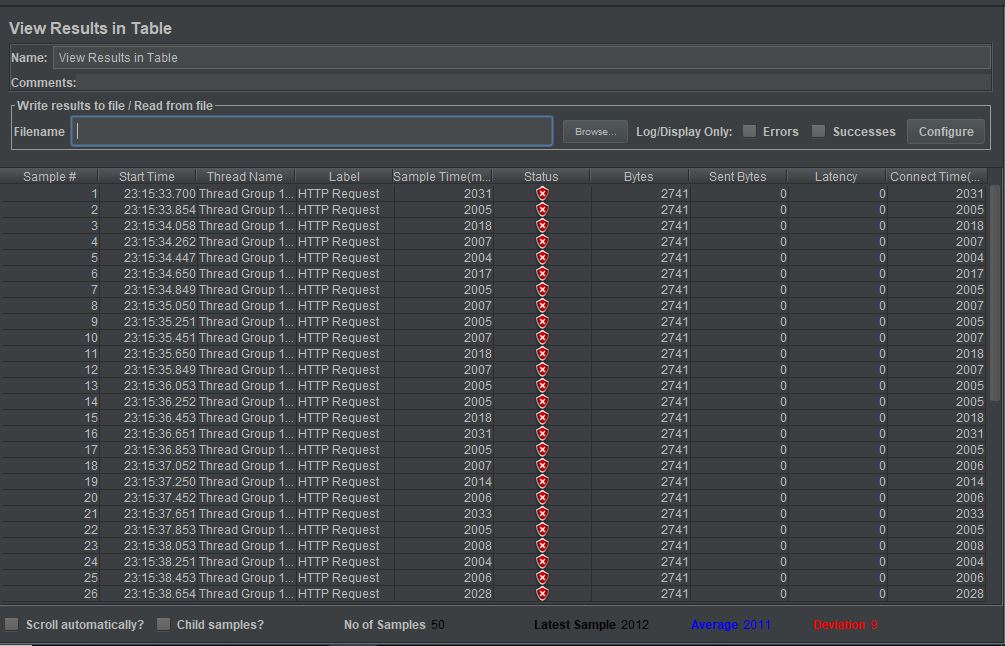 View Results in Table
Name: View Results in Table
Comments:
Write results to file / Read from file
Filename Browse... Log/Display Only: Errors Successes Configure
Sample # Start Time Thread Name Label Sample Time(m... Status Bytes Sent Bytes Latency Connect Time(...
1 23:15:33.700 Thread Group 1... HTTP Request 2031 2741 0 0 2031
2 23:15:33.854 Thread Group 1... HTTP Request 2005 2741 0 0 2005
3 23:15:34.058 Thread Group 1... HTTP Request 2018 2741 0 0 2018
4 23:15:34.262 Thread Group 1... HTTP Request 2007 2741 0 0 2007
5 23:15:34.447 Thread Group 1... HTTP Request 2004 2741 0 0 2004
6 23:15:34.650 Thread Group 1... HTTP Request 2017 2741 0 0 2017
7 23:15:34.849 Thread Group 1... HTTP Request 2005 2741 0 0 2005
8 23:15:35.050 Thread Group 1... HTTP Request 2007 2741 0 0 2007
9 23:15:35.251 Thread Group 1... HTTP Request 2005 2741 0 0 2005
10 23:15:35.451 Thread Group 1... HTTP Request 2007 2741 0 0 2007
11 23:15:35.650 Thread Group 1... HTTP Request 2018 2741 0 0 2018
12 23:15:35.849 Thread Group 1... HTTP Request 2007 2741 0 0 2007
13 23:15:36.053 Thread Group 1... HTTP Request 2005 2741 0 0 2005
14 23:15:36.252 Thread Group 1... HTTP Request 2005 2741 0 0 2005
15 23:15:36.453 Thread Group 1... HTTP Request 2018 2741 0 0 2018
16 23:15:36.651 Thread Group 1... HTTP Request 2031 2741 0 0 2031
17 23:15:36.853 Thread Group 1... HTTP Request 2005 2741 0 0 2005
18 23:15:37.052 Thread Group 1... HTTP Request 2007 2741 0 0 2006
19 23:15:37.250 Thread Group 1... HTTP Request 2014 2741 0 0 2014
20 23:15:37.452 Thread Group 1... HTTP Request 2006 2741 0 0 2006
21 23:15:37.651 Thread Group 1... HTTP Request 2033 2741 0 0 2033
22 23:15:37.853 Thread Group 1... HTTP Request 2005 2741 0 0 2005
23 23:15:38.053 Thread Group 1... HTTP Request 2008 2741 0 0 2008
24 23:15:38.251 Thread Group 1... HTTP Request 2004 2741 0 0 2004
25 23:15:38.453 Thread Group 1... HTTP Request 2006 2741 0 0 2006
26 23:15:38.654 Thread Group 1... HTTP Request 2028 2741 0 0 2028
Scroll automatically? Child samples? No of Samples 50 Latest Sample 2012 Average 2011 Deviation 9